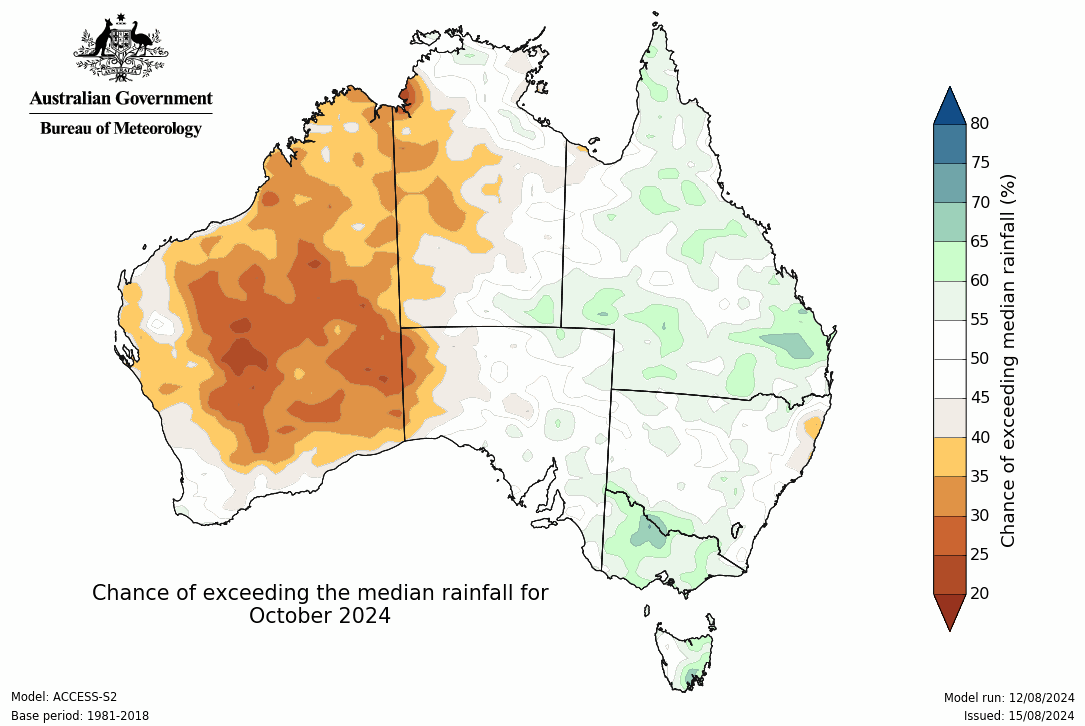 AUSTRALIA
Australian Government
Bureau of Meteorology
80
75
70
65
60
55
50
45
40
35
30
25
20
Chance of exceeding median rainfall (%)
Chance of exceeding the median rainfall for
October 2024
Model: ACCESS-S2
Base period: 1981-2018
Model run: 12/08/2024
Issued: 15/08/2024